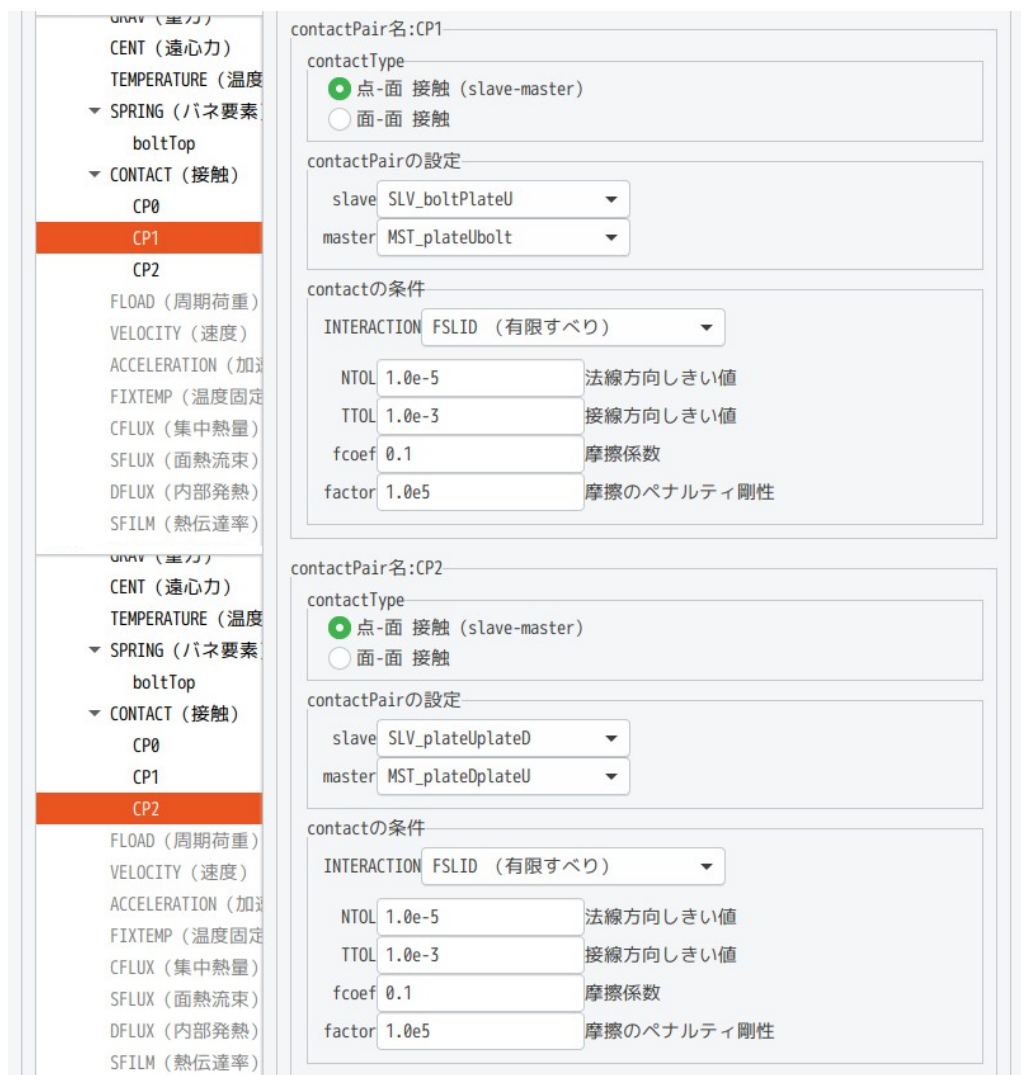 GRAV (重力)
CENT (遠心力)
TEMPERATURE (温度
SPRING (バネ要素
boltTop
CONTACT (接触)
CP0
CP1
CP2
FLOAD (周期荷重)
VELOCITY (速度)
ACCELERATION (加速
FIXTEMP (温度固定
CFLUX (集中熱量)
SFLUX (面熱流束)
DFLUX (内部発熱)
SFILM (熱伝達率)
contactPair名:CP1
contactType
点-面 接触 (slave-master)
面-面 接触
contactPairの設定
slave SLV_boltPlateU
master MST_plateUbolt
contactの条件
INTERACTION FSLID (有限すべり)
NTOL 1.0e-5 法線方向しきい値
TTOL 1.0e-3 接線方向しきい値
fcoef 0.1 摩擦係数
factor 1.0e5 摩擦のペナルティ剛性
GRAV (重力)
CENT (遠心力)
TEMPERATURE (温度
SPRING (バネ要素
boltTop
CONTACT (接触)
CP0
CP1
CP2
FLOAD (周期荷重)
VELOCITY (速度)
ACCELERATION (加速
FIXTEMP (温度固定
CFLUX (集中熱量)
SFLUX (面熱流束)
DFLUX (内部発熱)
SFILM (熱伝達率)
contactPair名:CP2
contactType
点-面 接触 (slave-master)
面-面 接触
contactPairの設定
slave SLV_plateUplateD
master MST_plateDplateU
contactの条件
INTERACTION FSLID (有限すべり)
NTOL 1.0e-5 法線方向しきい値
TTOL 1.0e-3 接線方向しきい値
fcoef 0.1 摩擦係数
factor 1.0e5 摩擦のペナルティ剛性